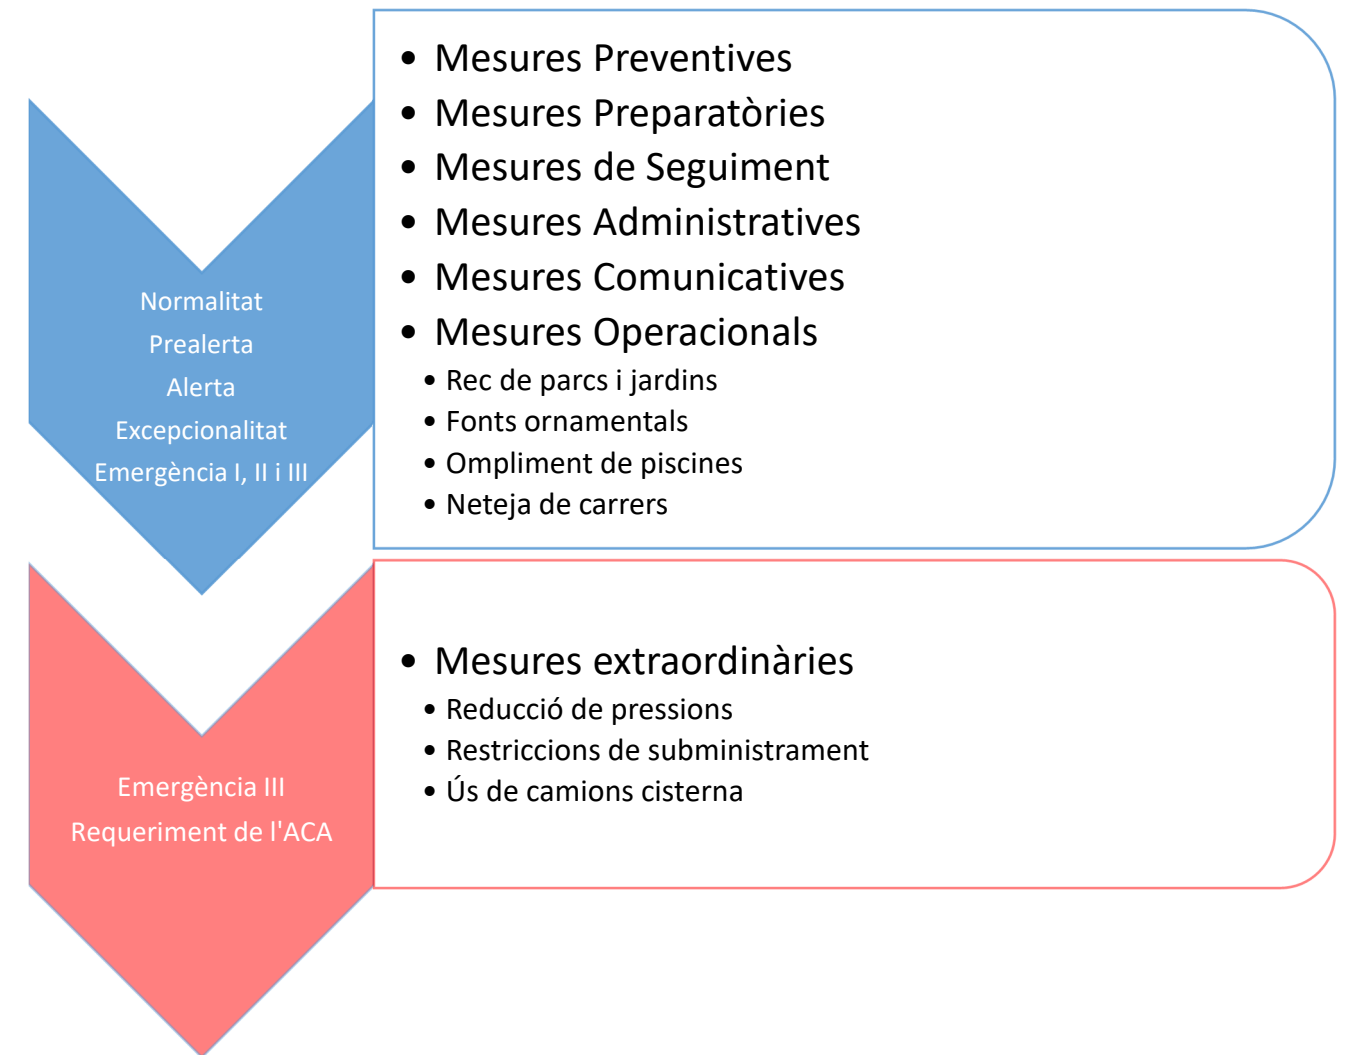 Normalitat
Prealerta
Alerta
Excepcionalitat
Emergència I, II i III
• Mesures Preventives
• Mesures Preparatòries
• Mesures de Seguiment
• Mesures Administratives
• Mesures Comunicatives
• Mesures Operacionals
• Rec de parcs i jardins
• Fonts ornamentals
• Ompliment de piscines
• Neteja de carrers
Emergència III
Requeriment de l'ACA
• Mesures extraordinàries
• Reducció de pressions
• Restriccions de subministrament
• Ús de camions cisterna